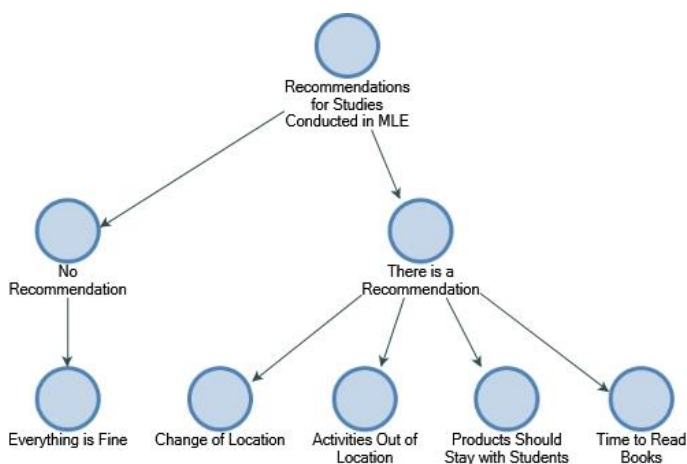 Recommendations
for Studies
Conducted in MLE
No
Recommendation
There is a
Recommendation
Everything is Fine
Change of Location
Activities Out of
Location
Products Should
Stay with Students
Time to Read
Books